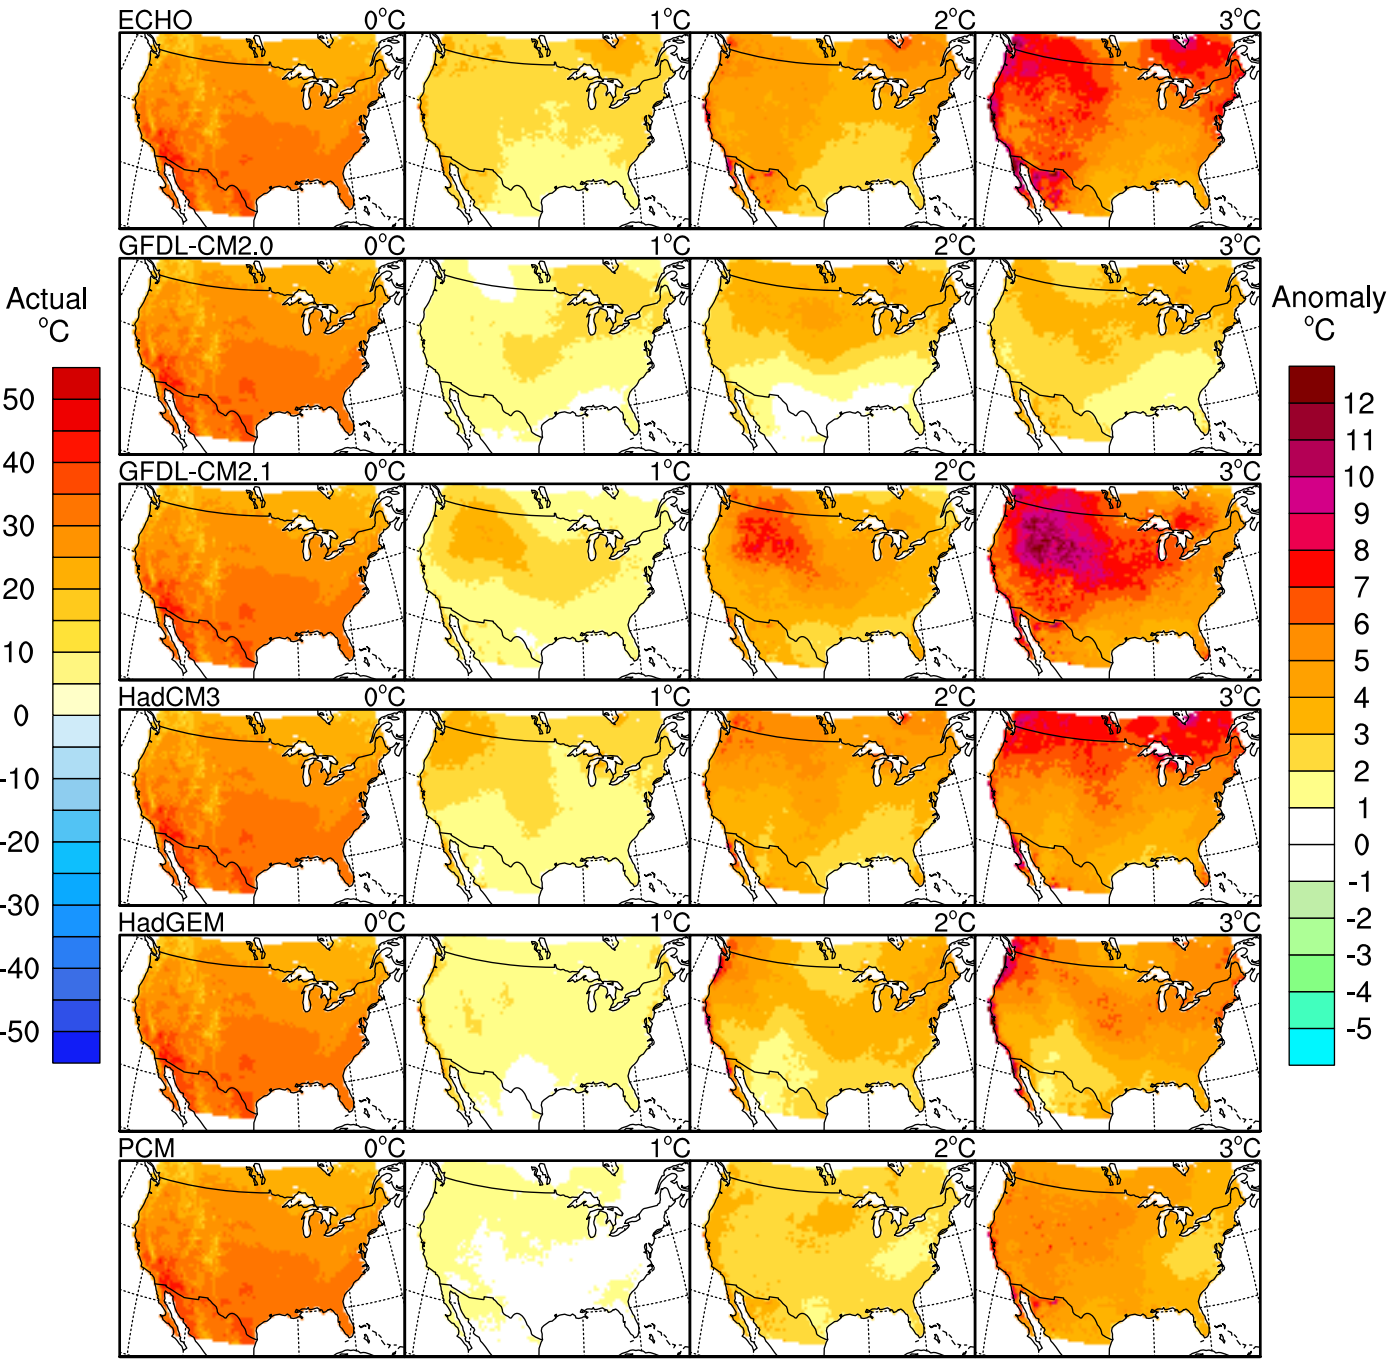 ECHO 0°C 1°C 2°C 3°C
GFDL-CM2.0 0°C 1°C 2°C 3°C
Actual
°C
50
40
30
20
10
0
-10
-20
-30
-40
-50
Anomaly
°C
12
11
10
9
8
7
6
5
4
3
2
1
0
-1
-2
-3
-4
-5
GFDL-CM2.1 0°C 1°C 2°C 3°C
HadCM3 0°C 1°C 2°C 3°C
HadGEM 0°C 1°C 2°C 3°C
PCM 0°C 1°C 2°C 3°C